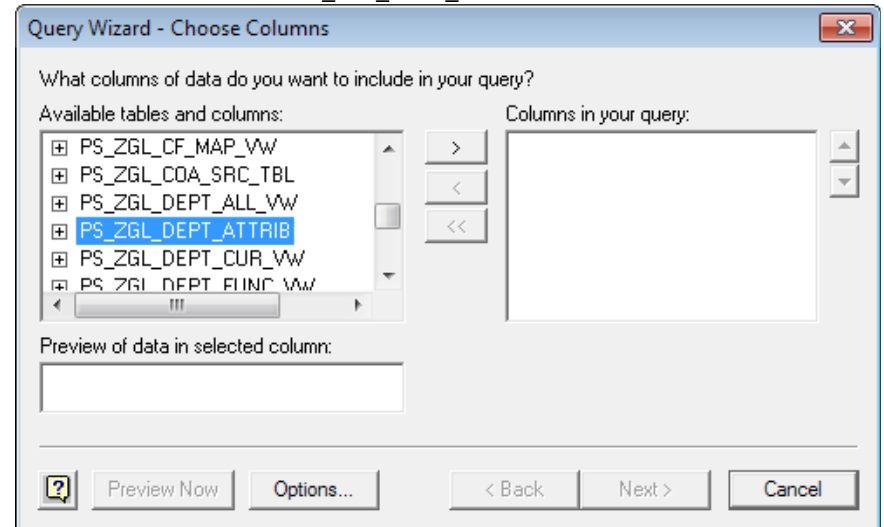 Query Wizard - Choose Columns
What columns of data do you want to include in your query?
Available tables and columns:
Columns in your query:
PS_ZGL_CF_MAP_VW
PS_ZGL_COA_SRC_TBL
PS_ZGL_DEPT_ALL_VW
PS_ZGL_DEPT_ATTRIB
PS_ZGL_DEPT_CUR_VW
PS_ZGL_DEPT_FUNC_VW
>
<
<<
Preview of data in selected column:
Preview Now
Options...
< Back
Next >
Cancel